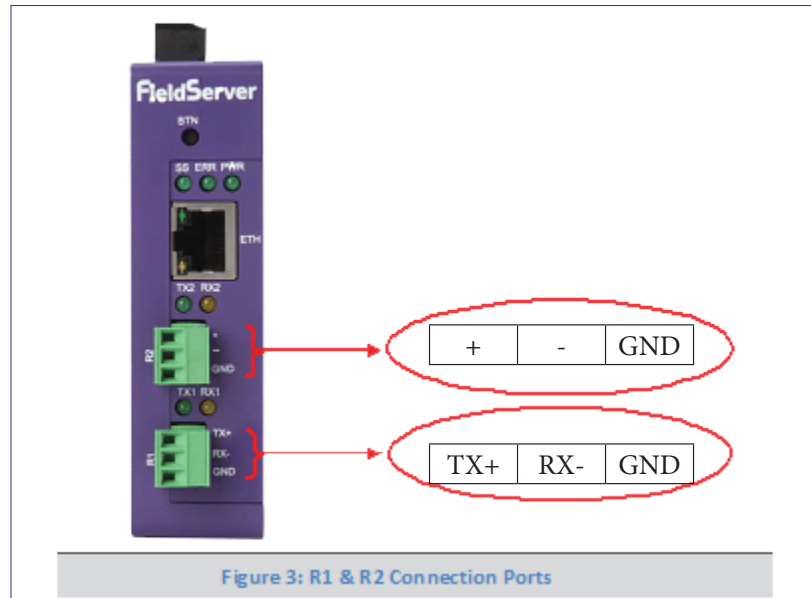 FieldServer
BTN
SS ERR PWR
ETH
TX2 RX2
R2
+
-
GND
+ - GND
TX1 RX1
R1
TX+
RX-
GND
TX+ RX- GND
Figure 3: R1 & R2 Connection Ports